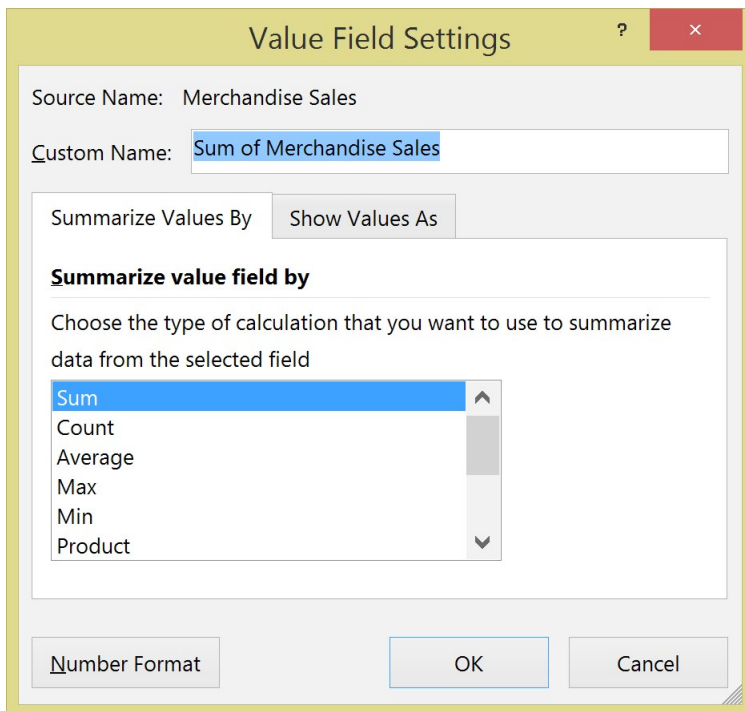 Value Field Settings ?
Source Name: Merchandise Sales
Custom Name: Sum of Merchandise Sales
Summarize Values By Show Values As
Summarize value field by
Choose the type of calculation that you want to use to summarize
data from the selected field
Sum
Count
Average
Max
Min
Product
Number Format OK Cancel